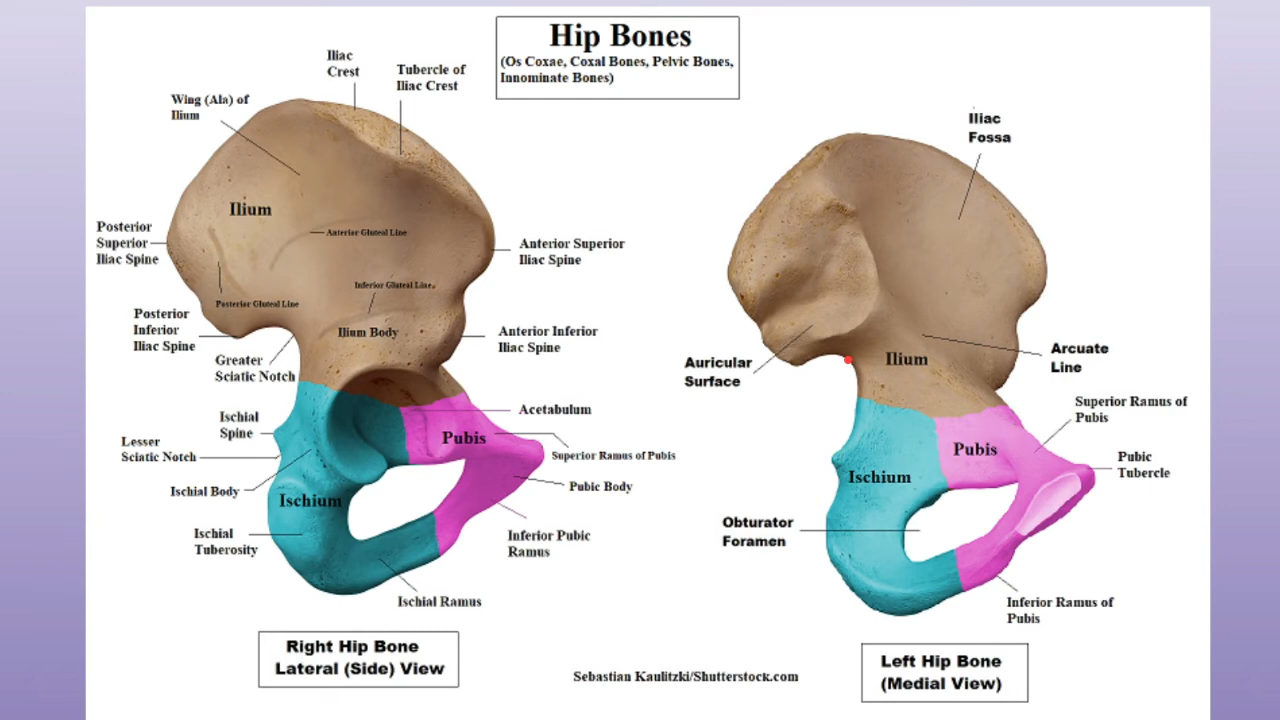 Hip Bones
(Os Coxae, Coxal Bones, Pelvic Bones,
Innominate Bones)
Iliac
Crest
Tubercle of
Iliac Crest
Wing (Ala) of
Ilium
Ilium
Anterior Gluteal Line
Posterior
Superior
Iliac Spine
Anterior Superior
Iliac Spine
Inferior Gluteal Line
Posterior Gluteal Line
Posterior
Inferior
Iliac Spine
Ilium Body
Anterior Inferior
Iliac Spine
Greater
Sciatic Notch
Ischial
Spine
Acetabulum
Lesser
Sciatic Notch
Pubis
Superior Ramus of Pubis
Ischial Body
Ischium
Pubic Body
Ischial
Tuberosity
Inferior Pubic
Ramus
Ischial Ramus
Right Hip Bone
Lateral (Side) View
Iliac
Fossa
Auricular
Surface
Ilium
Arcuate
Line
Superior Ramus of
Pubis
Pubis
Pubic
Tubercle
Ischium
Obturator
Foramen
Inferior Ramus of
Pubis
Left Hip Bone
(Medial View)
Sebastian Kaulitzki/Shutterstock.com